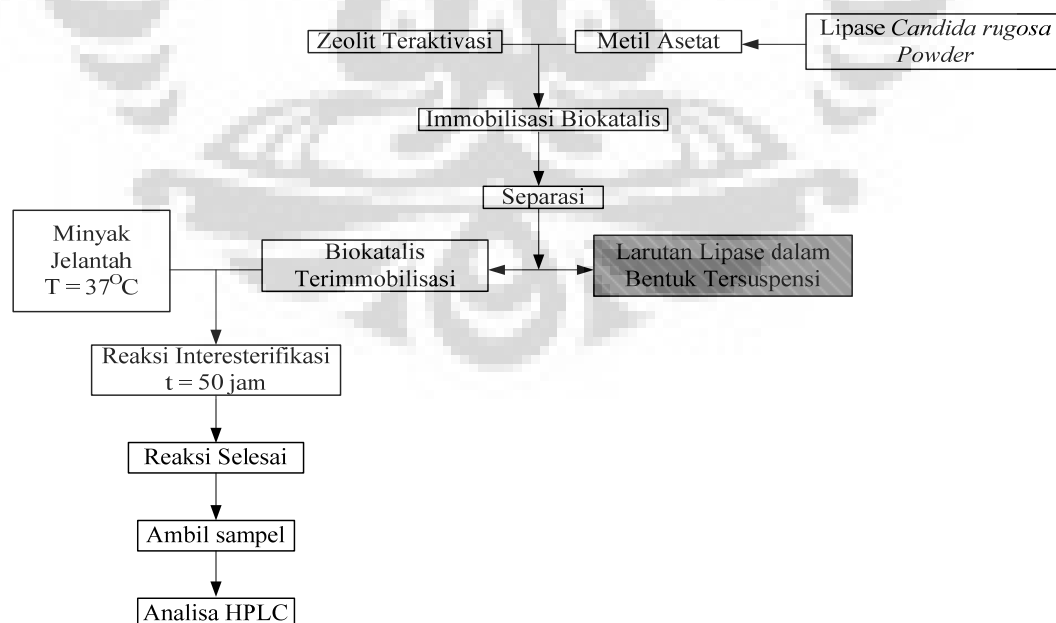 Zeolit Teraktivasi
Metil Asetat
Lipase Candida rugosa
Powder
Immobilisasi Biokatalis
Separasi
Minyak
Jelantah
T = 37ᴼC
Biokatalis
Terimmobilisasi
Larutan Lipase dalam
Bentuk Tersuspensi
Reaksi Interesterifikasi
t = 50 jam
Reaksi Selesai
Ambil sampel
Analisa HPLC